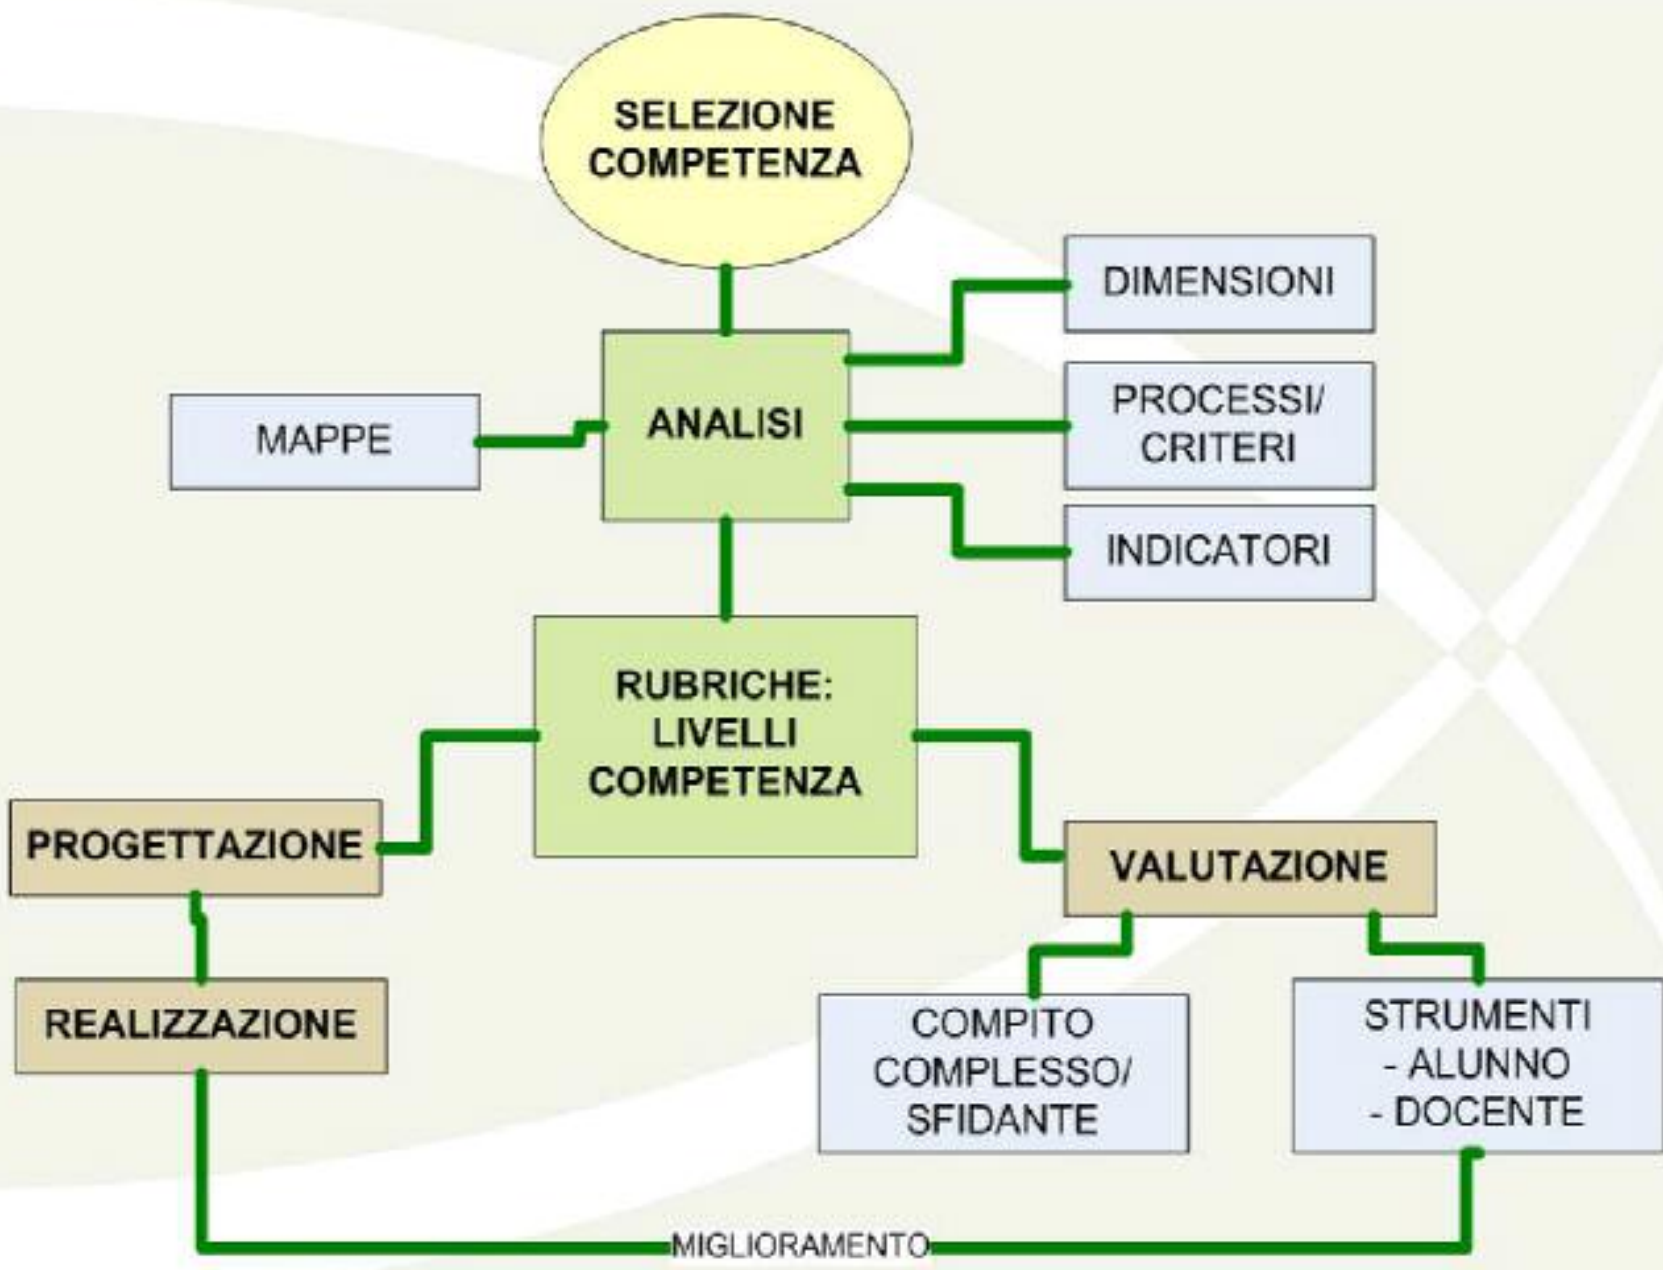 SELEZIONE
COMPETENZA
DIMENSIONI
MAPPE
ANALISI
PROCESSI/
CRITERI
INDICATORI
RUBRICHE:
LIVELLI
COMPETENZA
PROGETTAZIONE
VALUTAZIONE
REALIZZAZIONE
COMPITO
COMPLESSO/
SFIDANTE
STRUMENTI
- ALUNNO
- DOCENTE
MIGLIORAMENTO